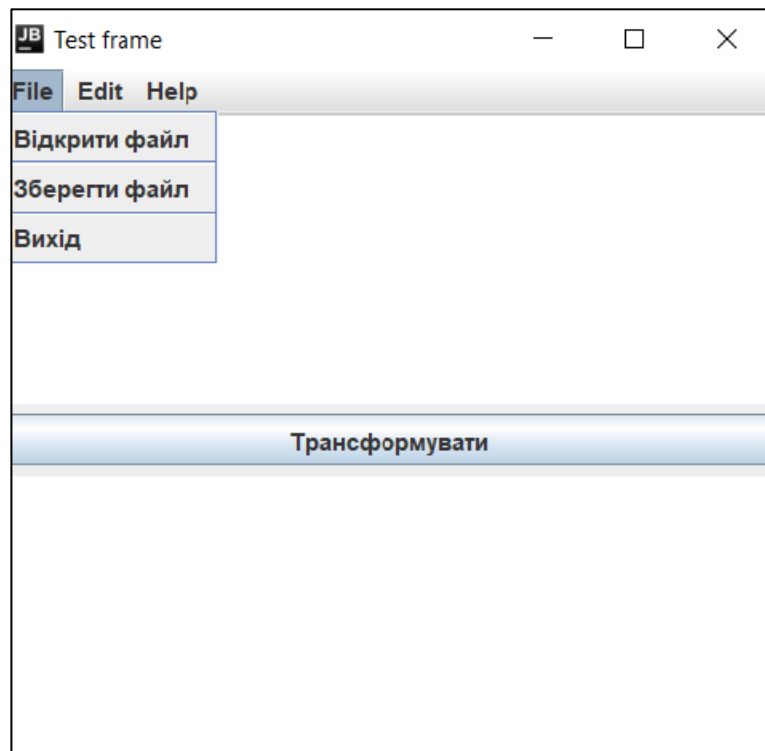 JB Test frame
File Edit Help
Відкрити файл
Зберегти файл
Вихід
Трансформувати